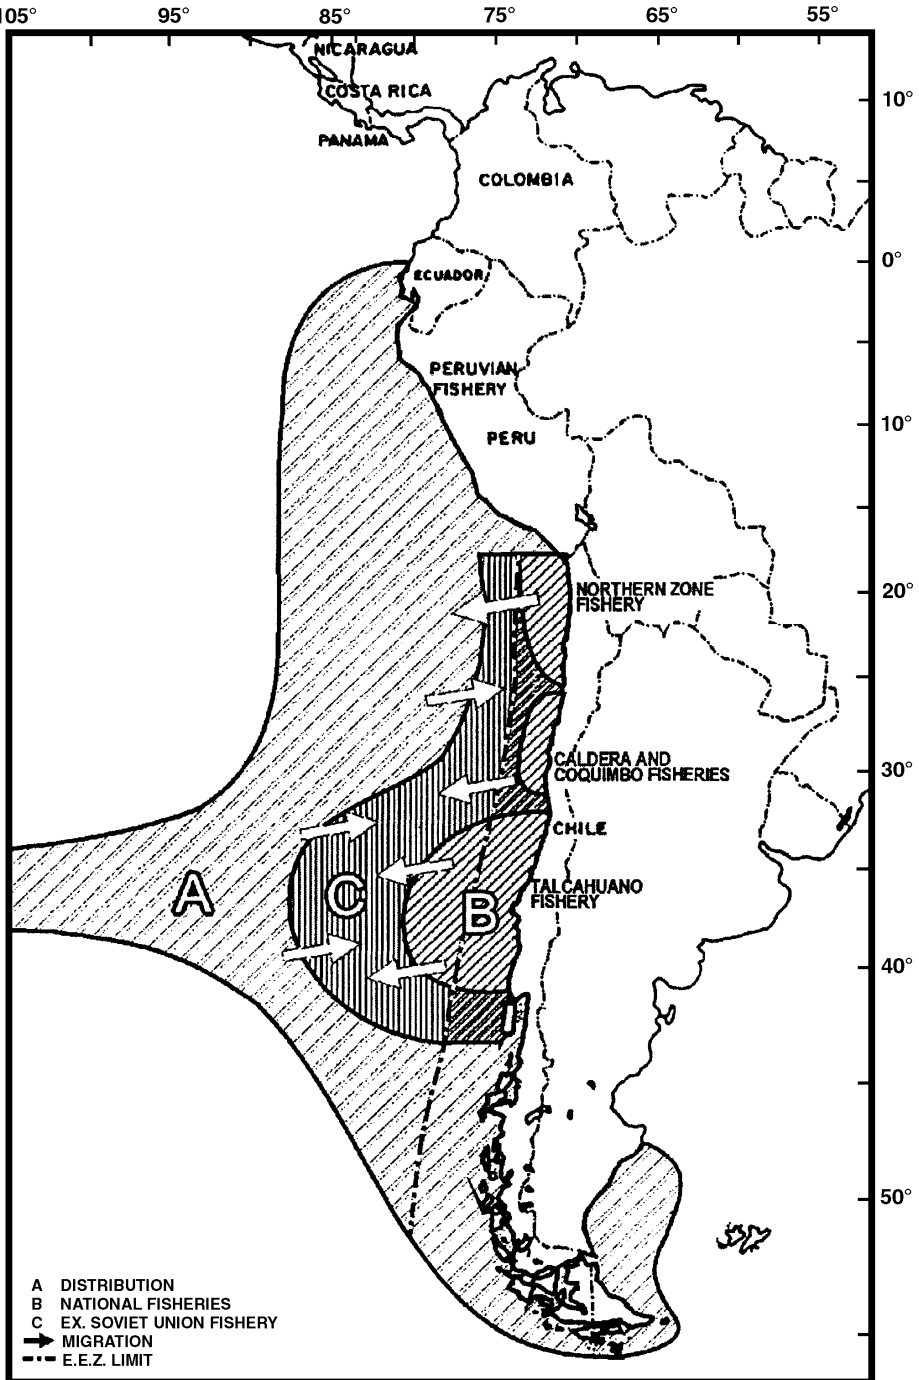 105° 85° 75° 65° 55°
NICARAGUA
COSTA RICA
PANAMA
10°
COLOMBIA
0°
ECUADOR
PERUVIAN
FISHERY
10°
PERU
NORTHERN ZONE
FISHERY
20°
CALDERA AND
COQUIMBO FISHERIES
30°
CHILE
TALCAHUANO
FISHERY
A
C
B
40°
50°
A DISTRIBUTION
B NATIONAL FISHERIES
C EX. SOVIET UNION FISHERY
MIGRATION
E.E.Z. LIMIT